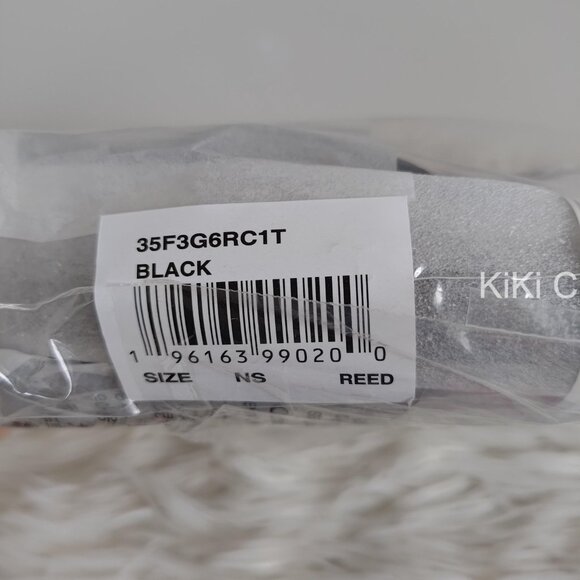 35F3G6RC1T
BLACK
1 96163 99020 0
SIZE NS REED
KiKi C